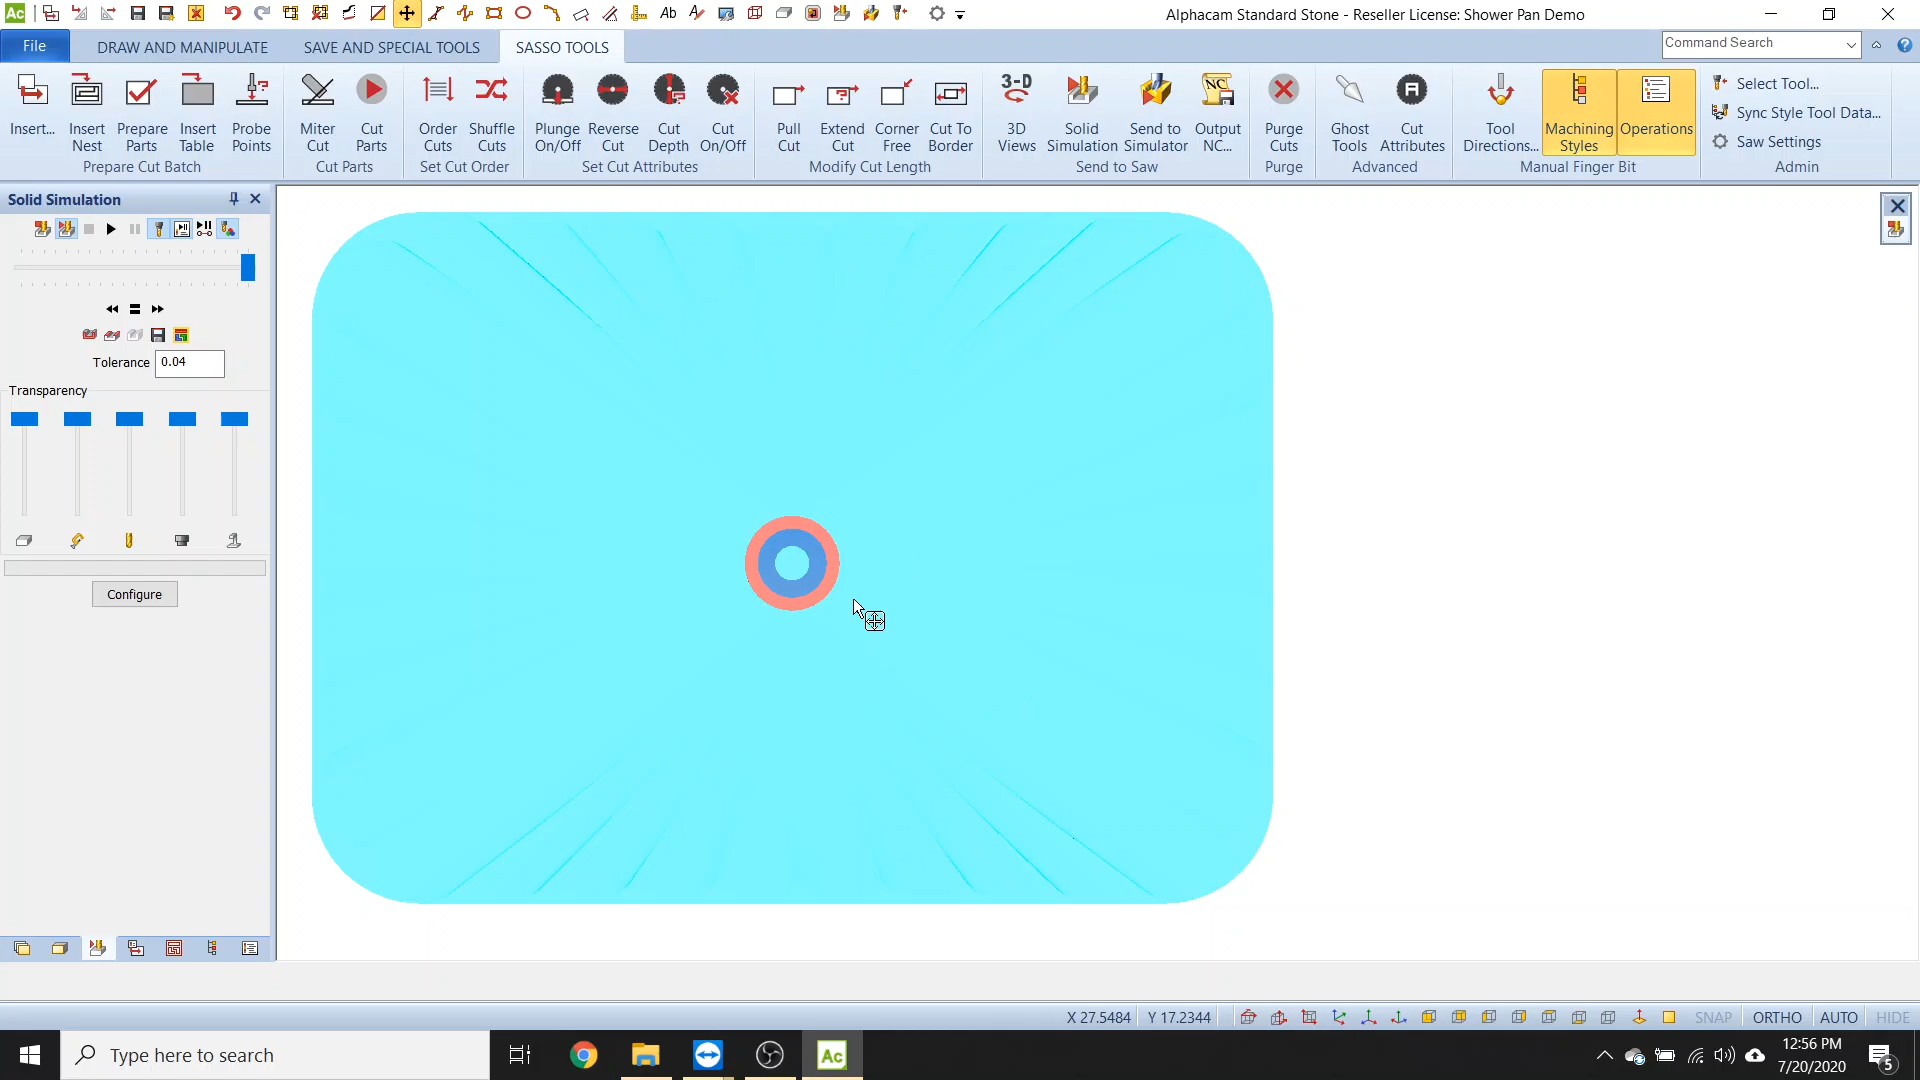 Ac
Ab
Alphacam Standard Stone - Reseller License: Shower Pan Demo
File
DRAW AND MANIPULATE
SAVE AND SPECIAL TOOLS
SASSO TOOLS
Command Search
Insert...
Insert Nest
Prepare Parts
Insert Table
Probe Points
Prepare Cut Batch
Miter Cut
Cut Parts
Cut Parts
Order Cuts
Shuffle Cuts
Set Cut Order
Plunge On/Off
Reverse Cut
Cut Depth
Cut On/Off
Set Cut Attributes
Pull Cut
Extend Cut
Corner Free
Cut To Border
Modify Cut Length
3-D
3D Views
Solid Simulation
Send to Simulator
NC
Output NC...
Send to Saw
Purge Cuts
Purge
Ghost Tools
A
Cut Attributes
Advanced
Tool Directions...
Machining Styles
Operations
Manual Finger Bit
Select Tool...
Sync Style Tool Data...
Saw Settings
Admin
Solid Simulation
Tolerance 0.04
Transparency
Configure
X 27.5484
Y 17.2344
SNAP
ORTHO
AUTO
HIDE
Type here to search
Ac
12:56 PM
7/20/2020
5